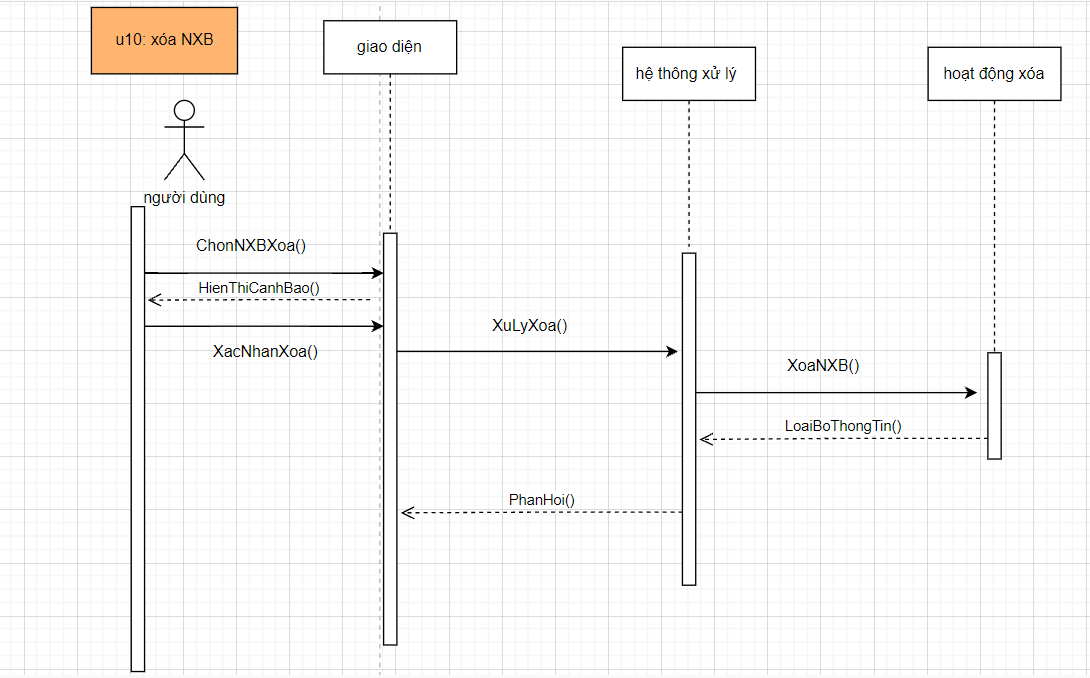 u10: xóa NXB
giao diện
hệ thông xử lý
hoạt động xóa
người dùng
ChonNXBXoa()
HienThiCanhBao()
XacNhanXoa()
XuLyXoa()
XoaNXB()
LoaiBoThongTin()
PhanHoi()